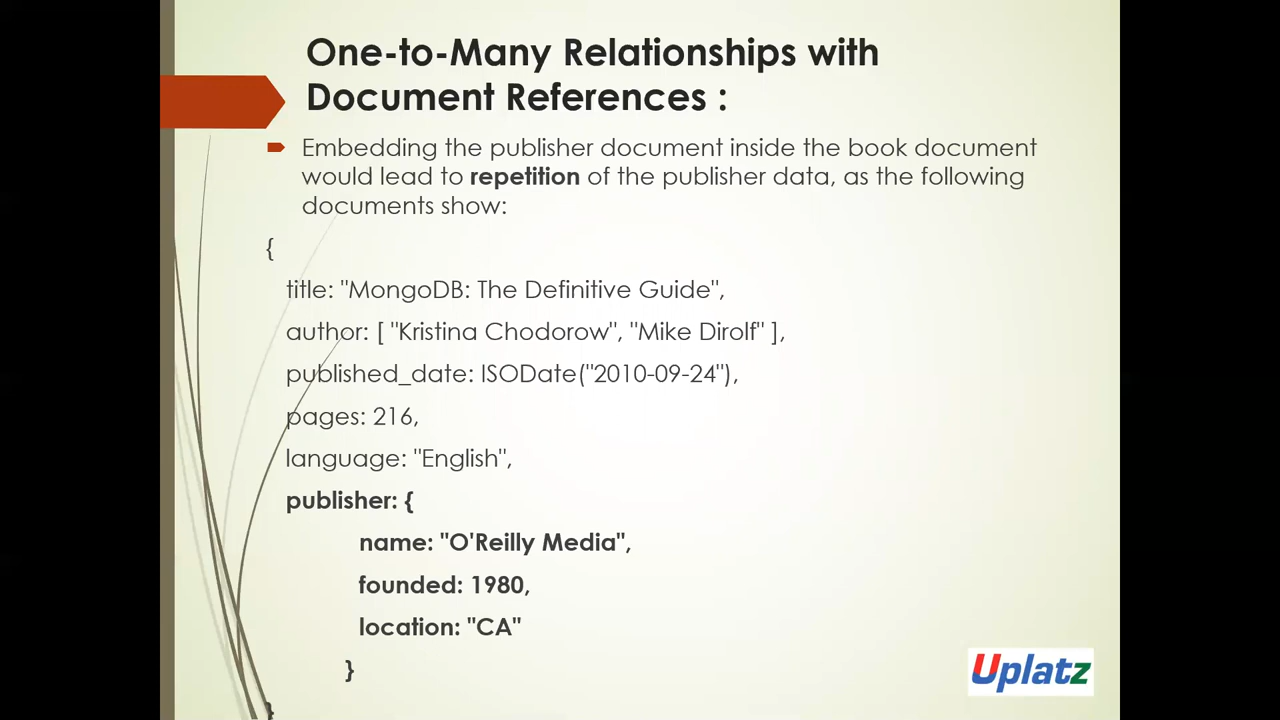 One-to-Many Relationships with
Document References :
Embedding the publisher document inside the book document
would lead to repetition of the publisher data, as the following
documents show:
{
title: "MongoDB: The Definitive Guide",
author: [ "Kristina Chodorow", "Mike Dirolf" ],
published_date: ISODate("2010-09-24"),
pages: 216,
language: "English",
publisher: {
name: "O'Reilly Media",
founded: 1980,
location: "CA"
}
}
Uplatz